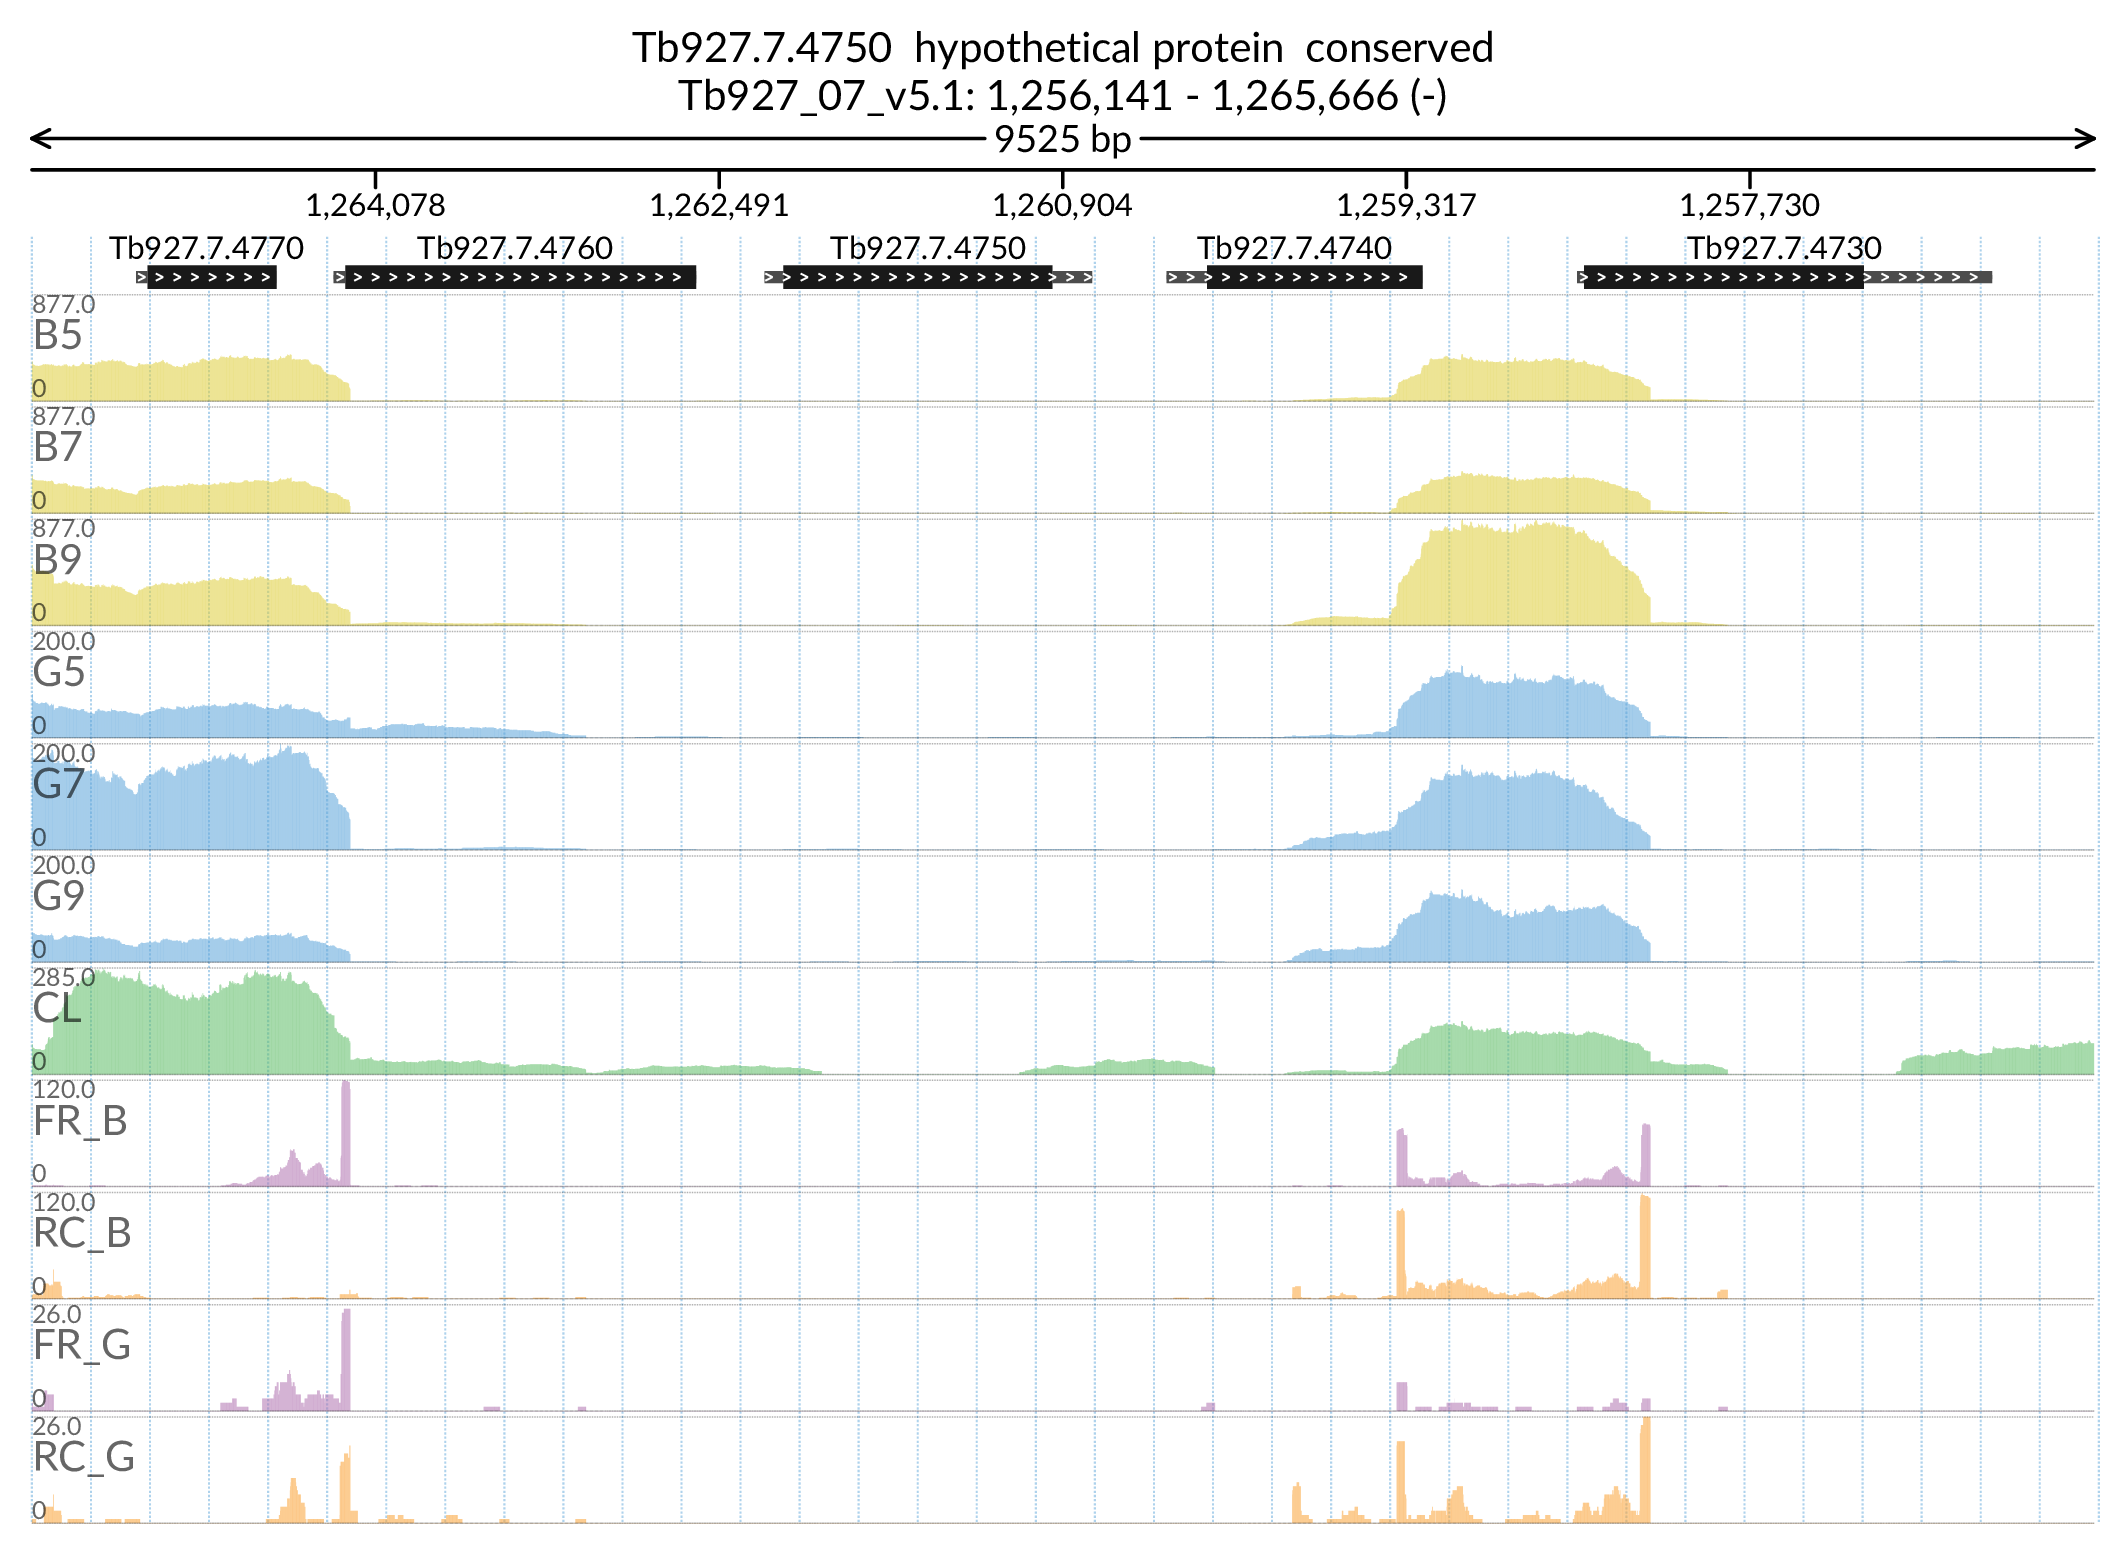 Tb927.7.4750  hypothetical protein  conserved
Tb927_07_v5.1: 1,256,141 - 1,265,666 (-)
9525 bp
1,264,078 1,262,491 1,260,904 1,259,317 1,257,730
Tb927.7.4770 Tb927.7.4760 Tb927.7.4750 Tb927.7.4740 Tb927.7.4730
877.0
B5
0
877.0
B7
0
877.0
B9
0
200.0
G5
0
200.0
G7
0
200.0
G9
0
285.0
CL
0
120.0
FR_B
0
120.0
RC_B
0
26.0
FR_G
0
26.0
RC_G
0